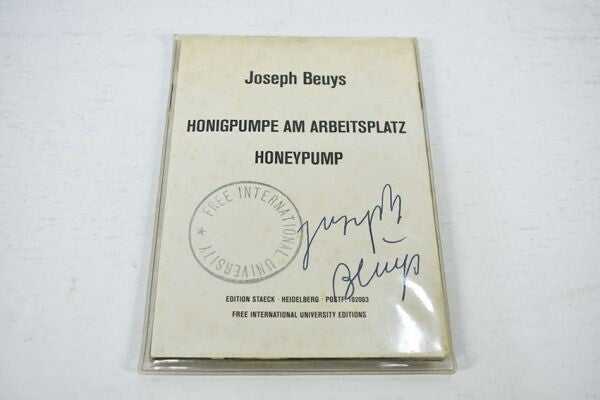 Joseph Beuys
HONIGPUMPE AM ARBEITSPLATZ
HONEYPUMP
FREE INTERNATIONAL UNIVERSITY ★
Joseph
Beuys
EDITION STAECK · HEIDELBERG · POSTF. 102063
FREE INTERNATIONAL UNIVERSITY EDITIONS